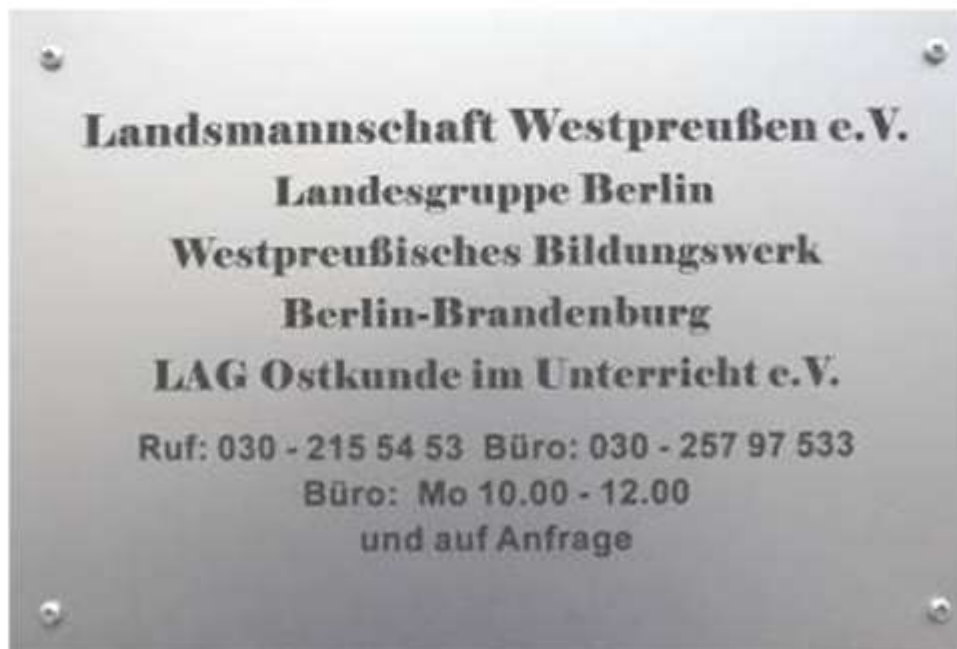 Landsmannschaft Westpreußen e.V.
Landesgruppe Berlin
Westpreußisches Bildungswerk
Berlin-Brandenburg
LAG Ostkunde im Unterricht e.V.
Ruf: 030 - 215 54 53 Büro: 030 - 257 97 533
Büro: Mo 10.00 - 12.00
und auf Anfrage